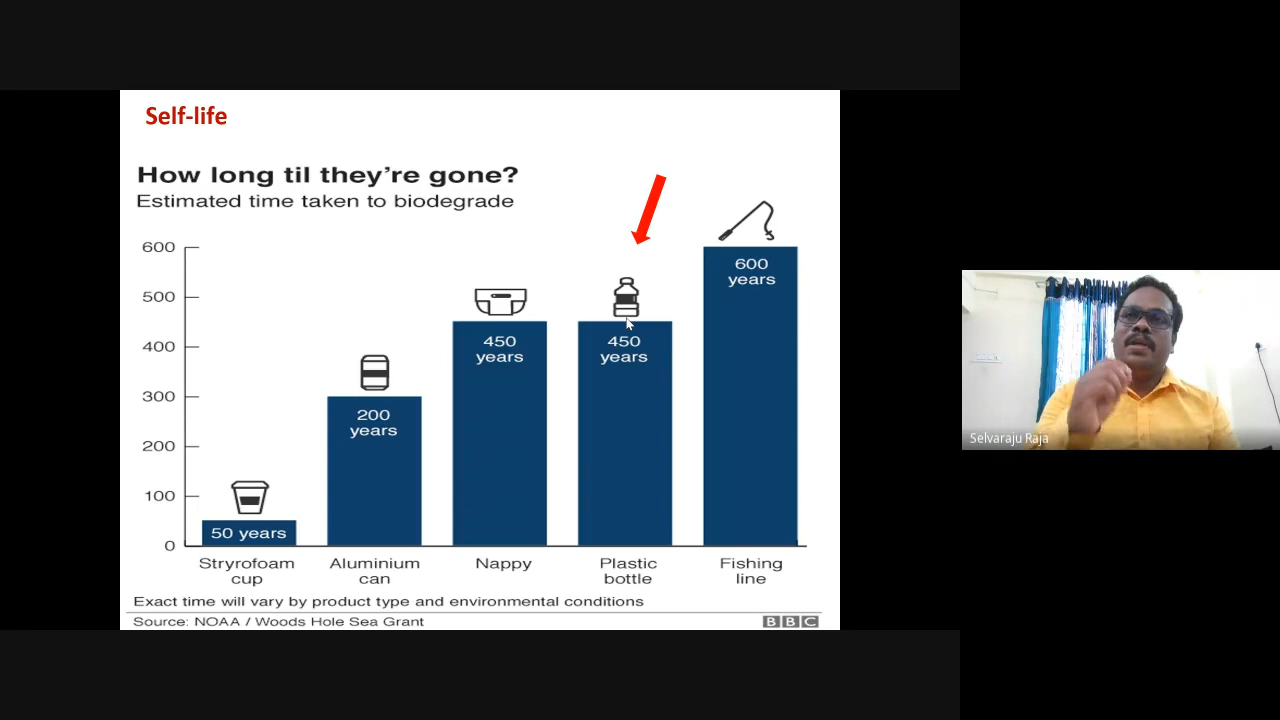 Self-life
How long til they're gone?
Estimated time taken to biodegrade
600
500
400
300
200
100
0
50 years
200
years
450
years
450
years
600
years
Stryrofoam
cup
Aluminium
can
Nappy
Plastic
bottle
Fishing
line
Exact time will vary by product type and environmental conditions
Source: NOAA / Woods Hole Sea Grant
BBC
Selvaraju Raja